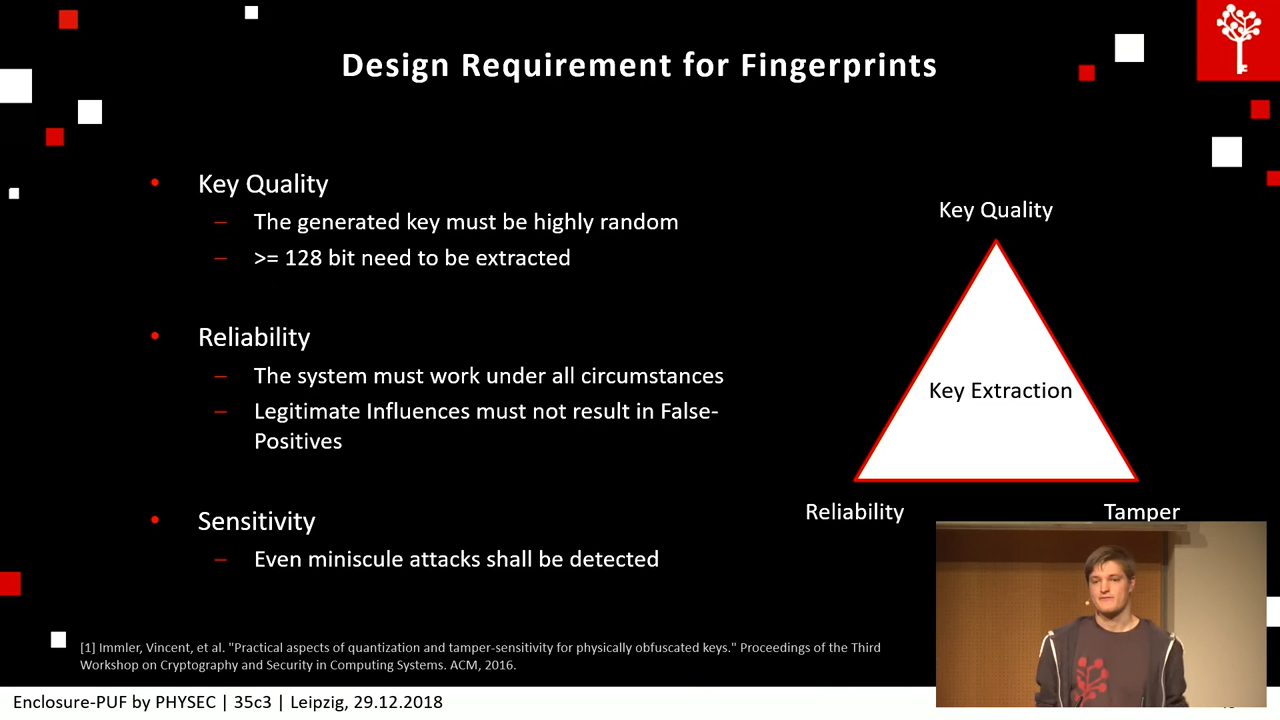 Design Requirement for Fingerprints
• Key Quality
– The generated key must be highly random
– >= 128 bit need to be extracted
• Reliability
– The system must work under all circumstances
– Legitimate Influences must not result in False-
Positives
• Sensitivity
– Even miniscule attacks shall be detected
Key Quality
Key Extraction
Reliability
Tamper
[1] Immler, Vincent, et al. "Practical aspects of quantization and tamper-sensitivity for physically obfuscated keys." Proceedings of the Third
Workshop on Cryptography and Security in Computing Systems. ACM, 2016.
Enclosure-PUF by PHYSEC | 35c3 | Leipzig, 29.12.2018